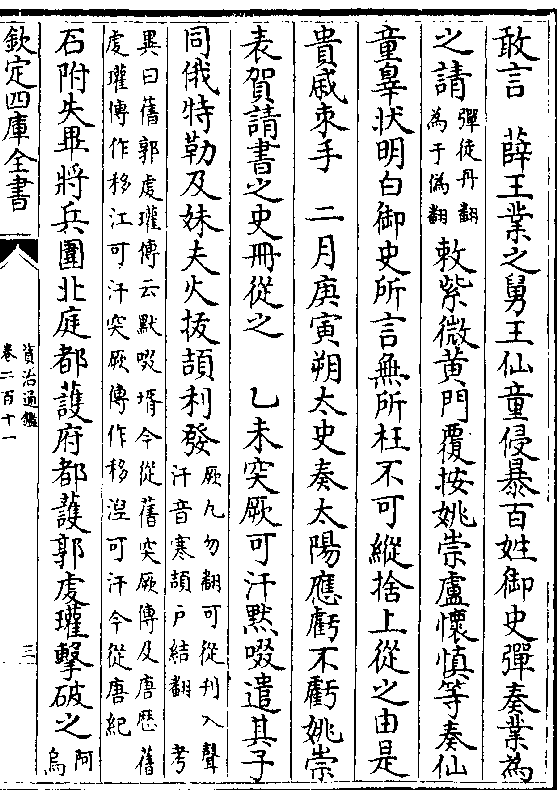 敢言　薛王業之舅王仙童侵暴百姓御史彈奏業為
之請彈徒丹翻為于偽翻敕紫微黃門覆按姚崇盧懷慎等奏仙
童辠狀明白御史所言無所枉不可縱捨上從之由是
貴戚束手　二月庚寅朔太史奏太陽應虧不虧姚崇
表賀請書之史冊從之　乙未突厥可汗默啜遣其子
同俄特勒及妹夫火拔頡利發厥九勿翻可從刋入聲汗音寒頡戶結翻　考
異曰舊郭虔瓘傳云默啜壻今從舊突厥傳及唐歷舊
虔瓘傳作移江可汗突厥傳作移湼可汗今從唐紀
石附失畢將兵圍北庭都護府都護郭虔瓘擊破之阿烏
欽定四庫全書
資治通鑑
卷二百十一
三